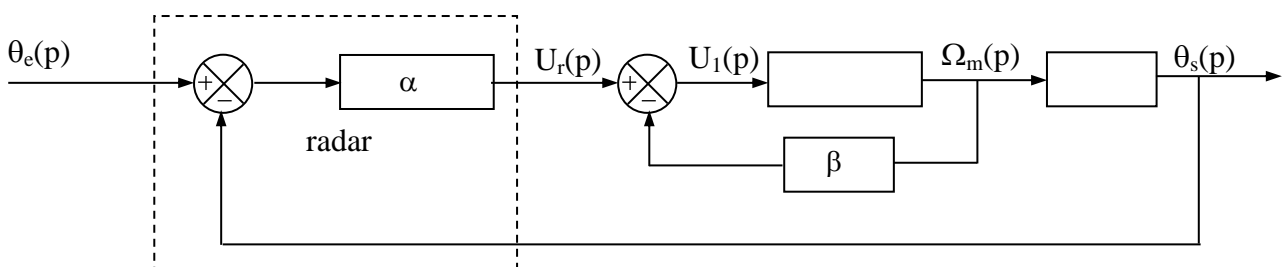 θe(p)
+
−
α
radar
Ur(p)
+
−
U1(p)
Ωm(p)
θs(p)
β